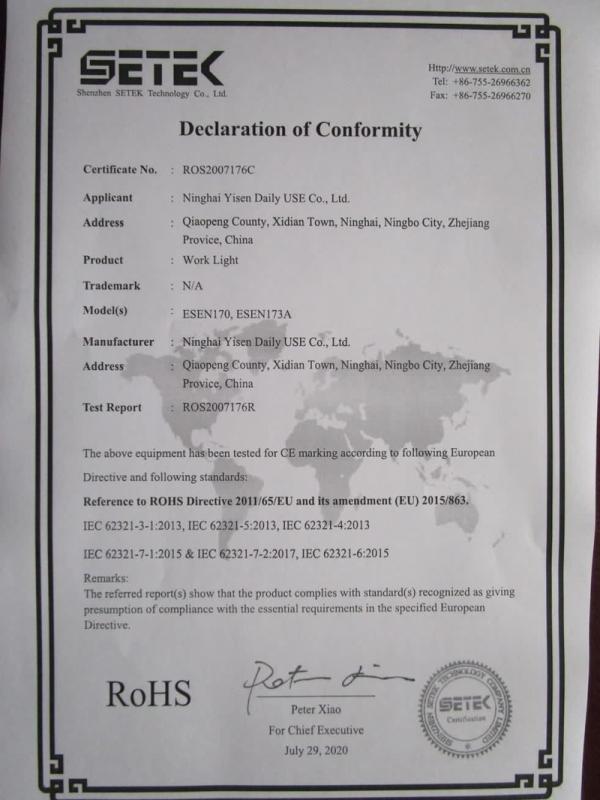 SETEK
Shenzhen SETEK Technology Co., Ltd.
Http://www.setek.com.cn
Tel: +86-755-26966362
Fax: +86-755-26966270
Declaration of Conformity
Certificate No. : ROS2007176C
Applicant : Ninghai Yisen Daily USE Co., Ltd.
Address : Qiaopeng County, Xidian Town, Ninghai, Ningbo City, Zhejiang
Provice, China
Product : Work Light
Trademark : N/A
Model(s) : ESEN170, ESEN173A
Manufacturer : Ninghai Yisen Daily USE Co., Ltd.
Address : Qiaopeng County, Xidian Town, Ninghai, Ningbo City, Zhejiang
Provice, China
Test Report : ROS2007176R
The above equipment has been tested for CE marking according to following European
Directive and following standards:
Reference to ROHS Directive 2011/65/EU and its amendment (EU) 2015/863.
IEC 62321-3-1:2013, IEC 62321-5:2013, IEC 62321-4:2013
IEC 62321-7-1:2015 & IEC 62321-7-2:2017, IEC 62321-6:2015
Remarks:
The referred report(s) show that the product complies with standard(s) recognized as giving
presumption of compliance with the essential requirements in the specified European
Directive.
RoHS
Peter Xiao
For Chief Executive
July 29, 2020
SHENZHEN SETEK TECHNOLOGY COMPANY LIMITED
SETEK
Certification